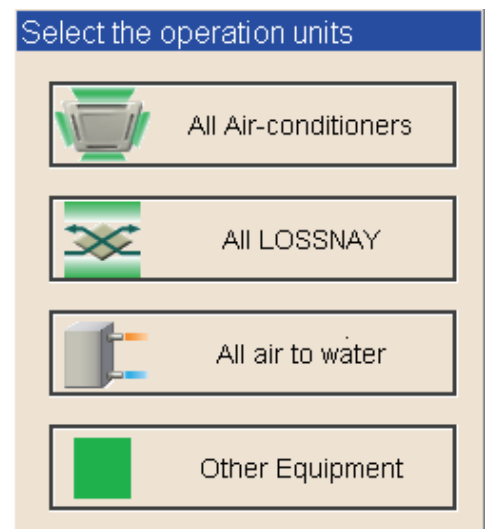 Select the operation units
All Air-conditioners
All LOSSNAY
All air to water
Other Equipment